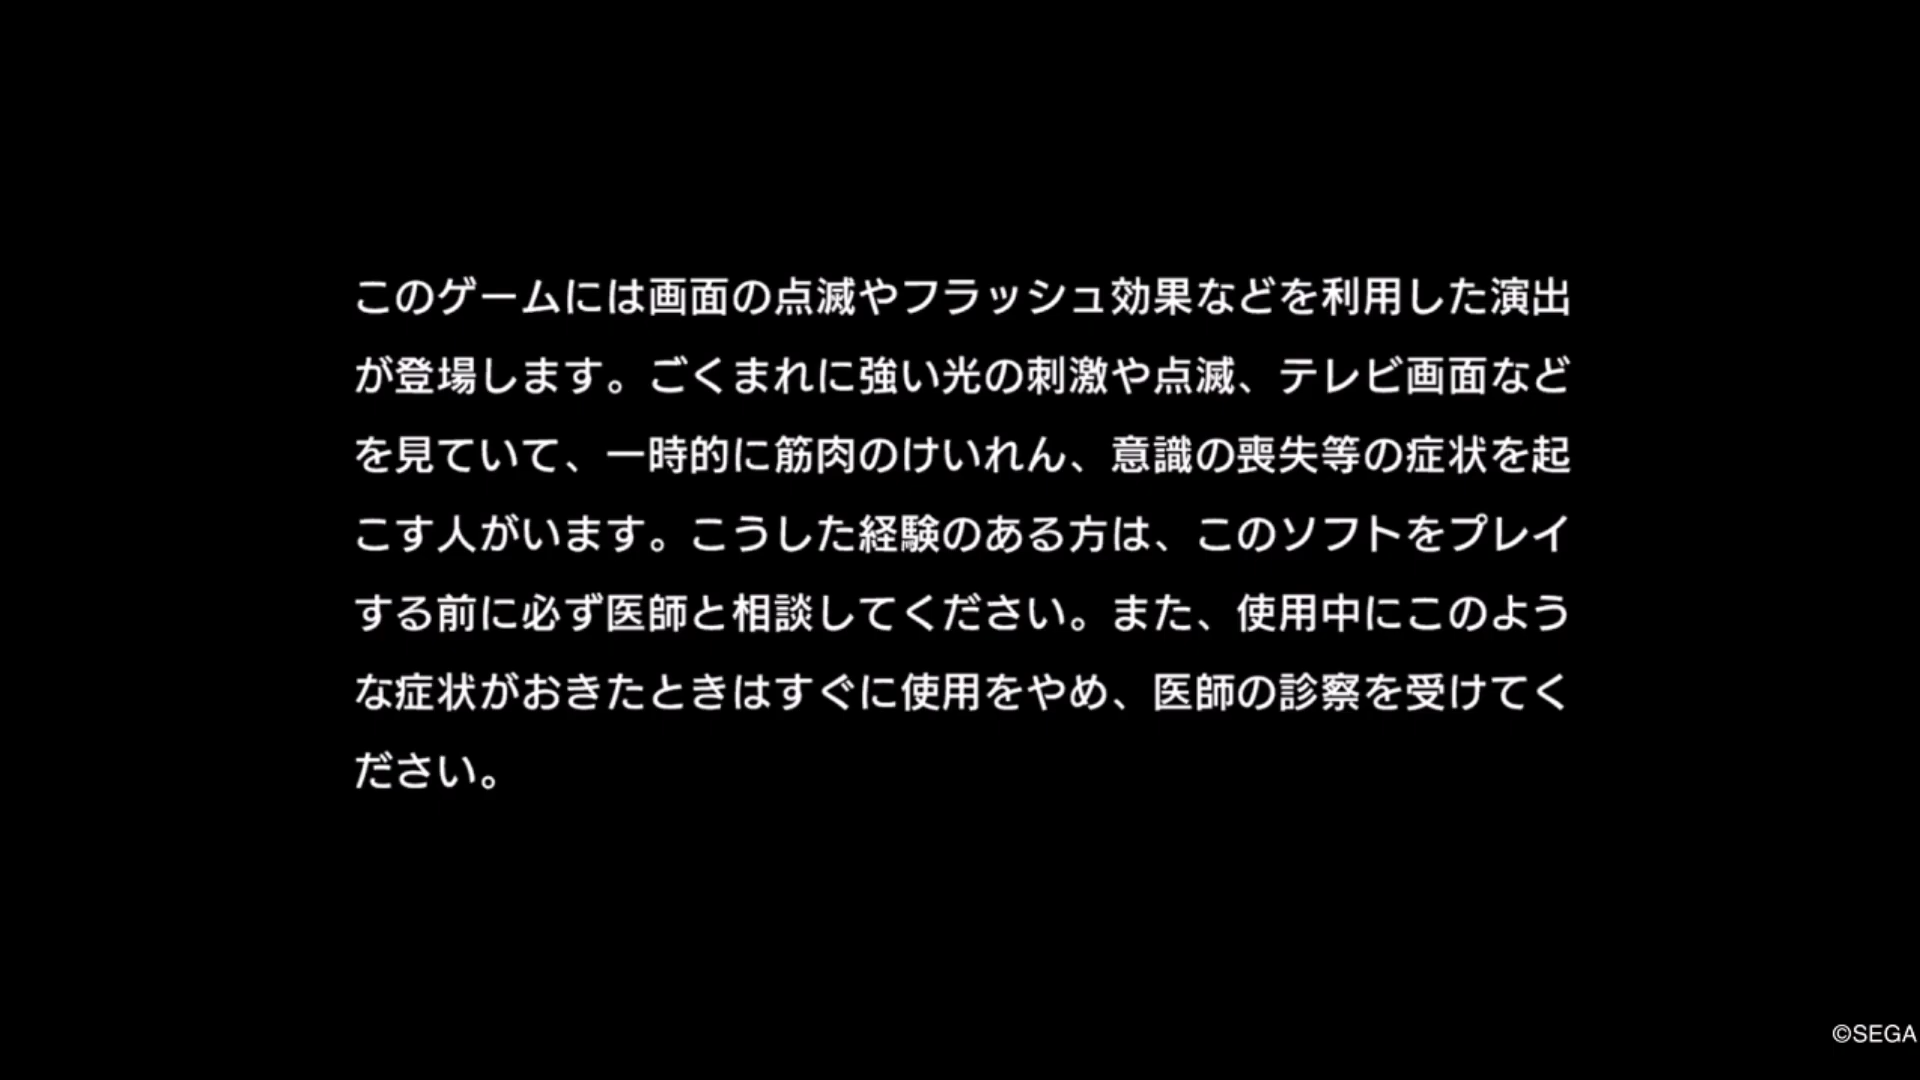 このゲームには画面の点滅やフラッシュ効果などを利用した演出
が登場します。ごくまれに強い光の刺激や点滅、テレビ画面など
を見ていて、一時的に筋肉のけいれん、意識の喪失等の症状を起
こす人がいます。こうした経験のある方は、このソフトをプレイ
する前に必ず医師と相談してください。また、使用中にこのよう
な症状がおきたときはすぐに使用をやめ、医師の診察を受けてく
ださい。
©SEGA